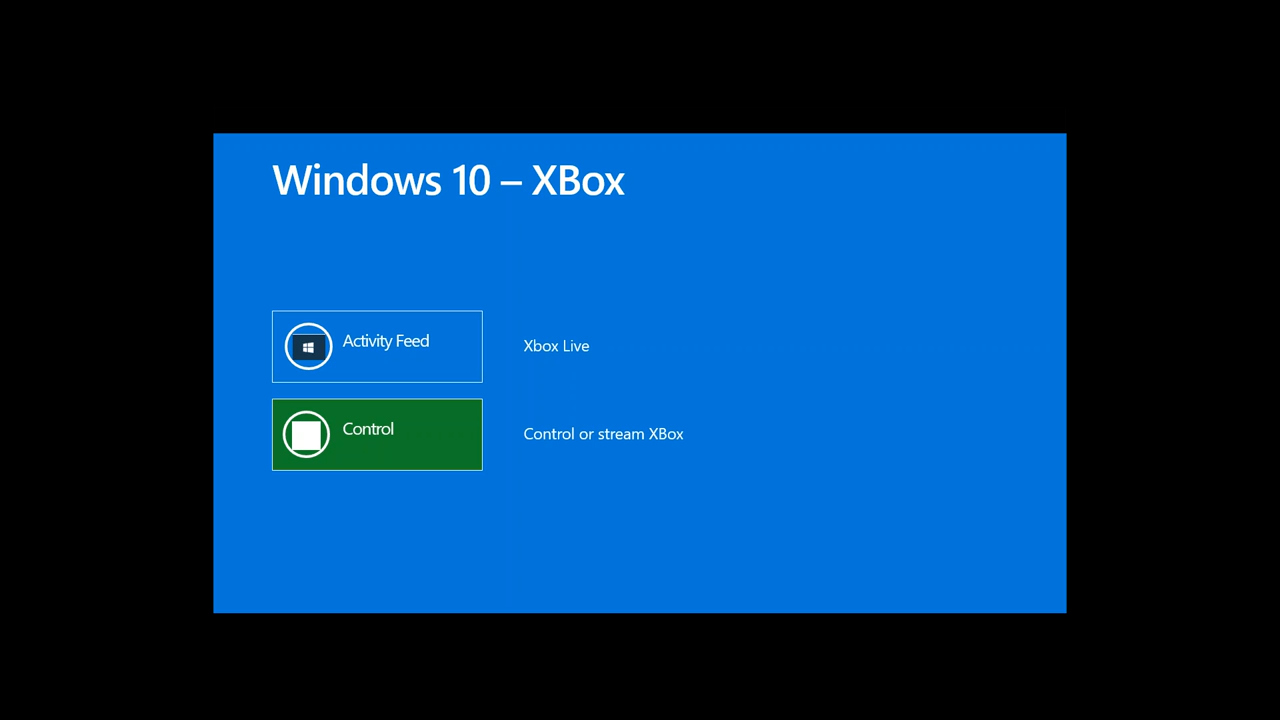 Windows 10 – XBox
Activity Feed
Xbox Live
Control
Control or stream XBox